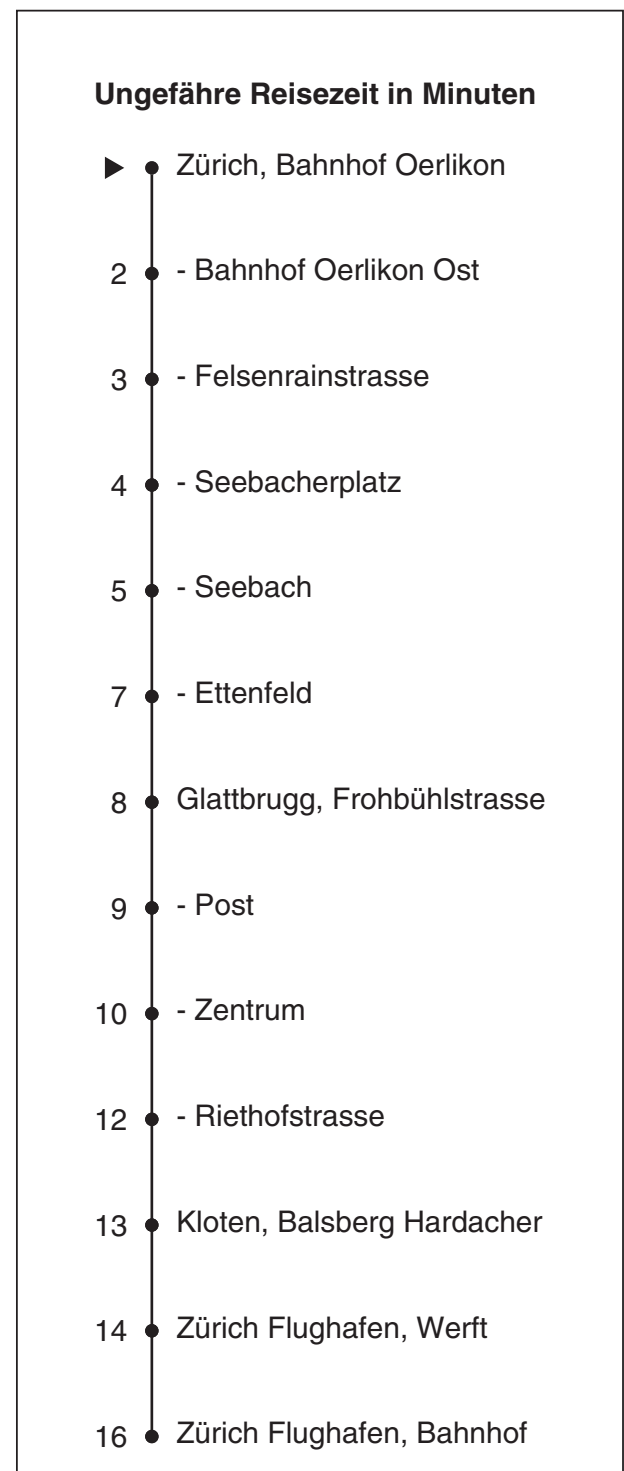 Ungefähre Reisezeit in Minuten
Zürich, Bahnhof Oerlikon
2 - Bahnhof Oerlikon Ost
3 - Felsenrainstrasse
4 - Seebacherplatz
5 - Seebach
7 - Ettenfeld
8 Glattbrugg, Frohbühlstrasse
9 - Post
10 - Zentrum
12 - Riethofstrasse
13 Kloten, Balsberg Hardacher
14 Zürich Flughafen, Werft
16 Zürich Flughafen, Bahnhof